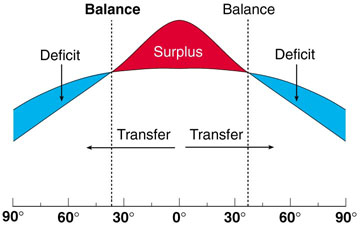 Balance Balance
Deficit Surplus Deficit
Transfer Transfer
90° 60° 30° 0° 30° 60° 90°